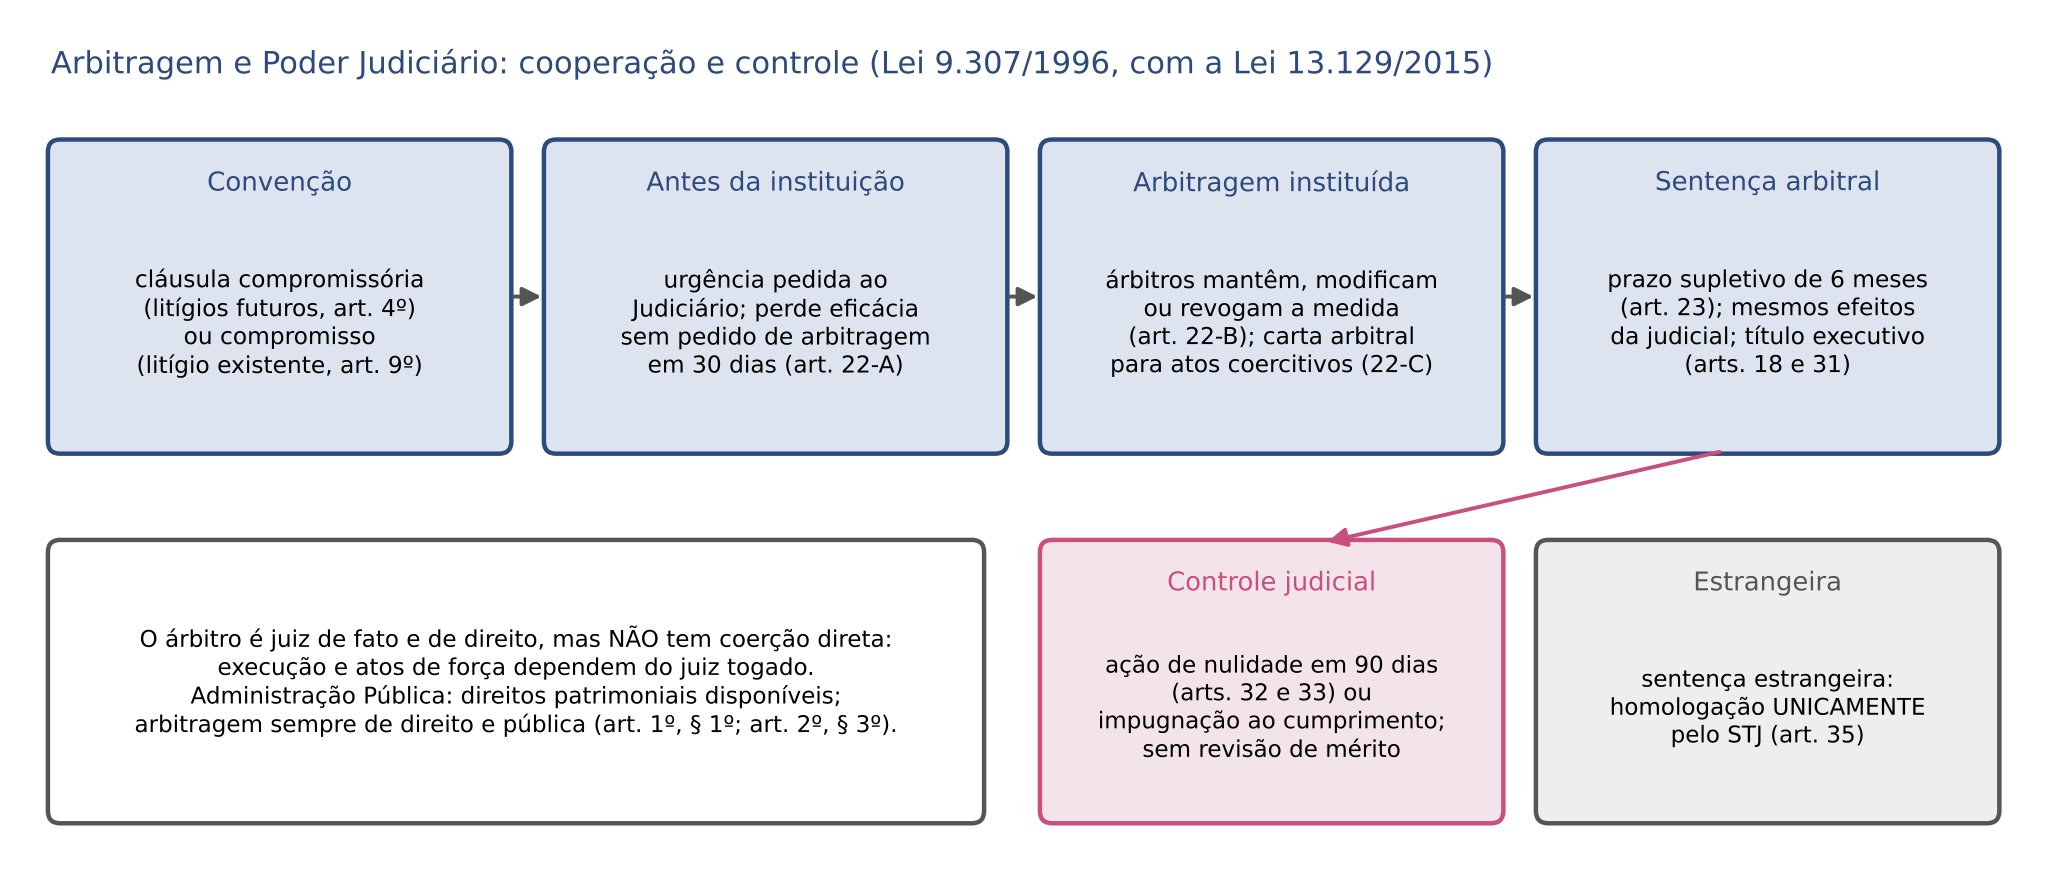 Arbitragem e Poder Judiciário: cooperação e controle (Lei 9.307/1996, com a Lei 13.129/2015)
Convenção
cláusula compromissória
(litígios futuros, art. 4º)
ou compromisso
(litígio existente, art. 9º)
Antes da instituição
urgência pedida ao
Judiciário; perde eficácia
sem pedido de arbitragem
em 30 dias (art. 22-A)
Arbitragem instituída
árbitros mantêm, modificam
ou revogam a medida
(art. 22-B); carta arbitral
para atos coercitivos (22-C)
Sentença arbitral
prazo supletivo de 6 meses
(art. 23); mesmos efeitos
da judicial; título executivo
(arts. 18 e 31)
O árbitro é juiz de fato e de direito, mas NÃO tem coerção direta:
execução e atos de força dependem do juiz togado.
Administração Pública: direitos patrimoniais disponíveis;
arbitragem sempre de direito e pública (art. 1º, § 1º; art. 2º, § 3º).
Controle judicial
ação de nulidade em 90 dias
(arts. 32 e 33) ou
impugnação ao cumprimento;
sem revisão de mérito
Estrangeira
sentença estrangeira:
homologação UNICAMENTE
pelo STJ (art. 35)